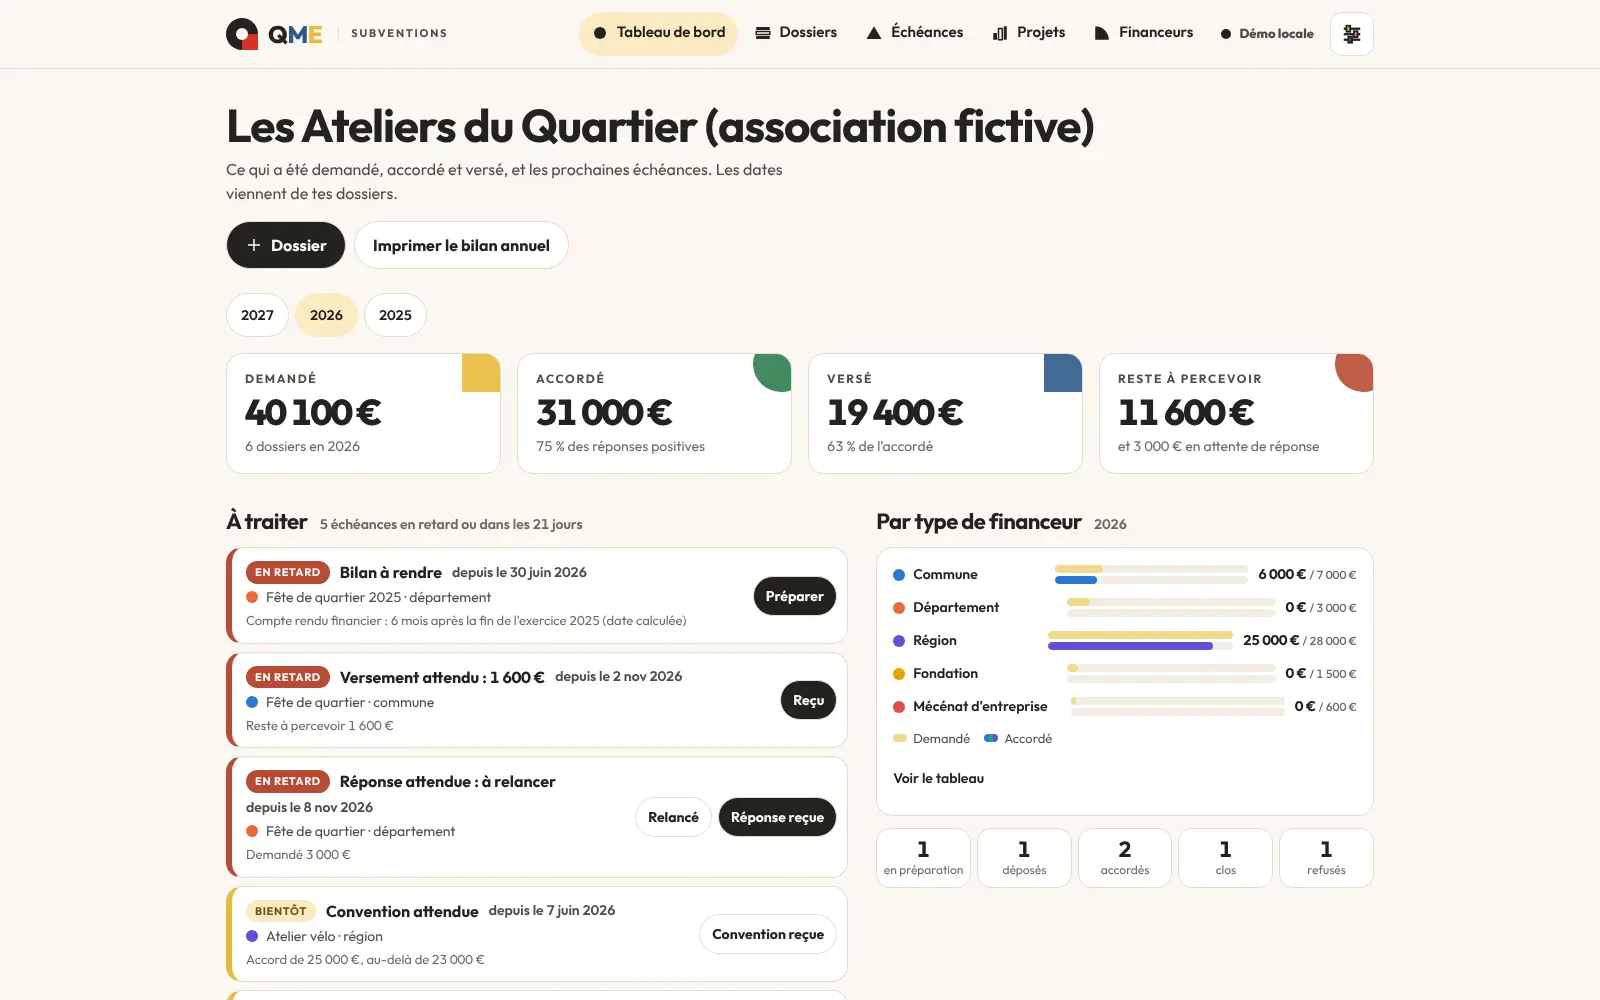 QME SUBVENTIONS
Tableau de bord
Dossiers
Échéances
Projets
Financeurs
Démo locale
Les Ateliers du Quartier (association fictive)
Ce qui a été demandé, accordé et versé, et les prochaines échéances. Les dates
viennent de tes dossiers.
+ Dossier
Imprimer le bilan annuel
2027
2026
2025
DEMANDÉ
40 100 €
6 dossiers en 2026
ACCORDÉ
31 000 €
75 % des réponses positives
VERSÉ
19 400 €
63 % de l'accordé
RESTE À PERCEVOIR
11 600 €
et 3 000 € en attente de réponse
À traiter 5 échéances en retard ou dans les 21 jours
EN RETARD Bilan à rendre depuis le 30 juin 2026
Fête de quartier 2025 · département
Compte rendu financier : 6 mois après la fin de l'exercice 2025 (date calculée)
Préparer
EN RETARD Versement attendu : 1 600 € depuis le 2 nov 2026
Fête de quartier · commune
Reste à percevoir 1 600 €
Reçu
EN RETARD Réponse attendue : à relancer
depuis le 8 nov 2026
Fête de quartier · département
Demandé 3 000 €
Relancé
Réponse reçue
BIENTÔT Convention attendue depuis le 7 juin 2026
Atelier vélo · région
Accord de 25 000 €, au-delà de 23 000 €
Convention reçue
Par type de financeur 2026
Commune 6 000 € / 7 000 €
Département 0 € / 3 000 €
Région 25 000 € / 28 000 €
Fondation 0 € / 1 500 €
Mécénat d'entreprise 0 € / 600 €
Demandé Accordé
Voir le tableau
1
en préparation
1
déposés
2
accordés
1
clos
1
refusés